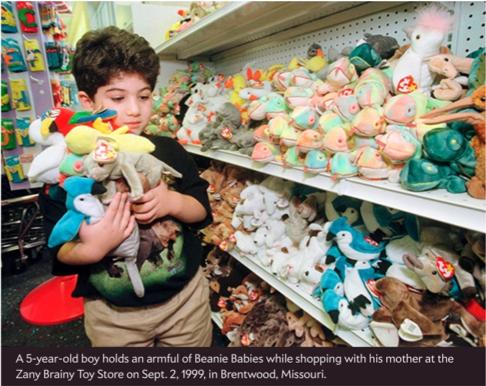 A 5-year-old boy holds an armful of Beanie Babies while shopping with his mother at the
Zany Brainy Toy Store on Sept. 2, 1999, in Brentwood, Missouri.